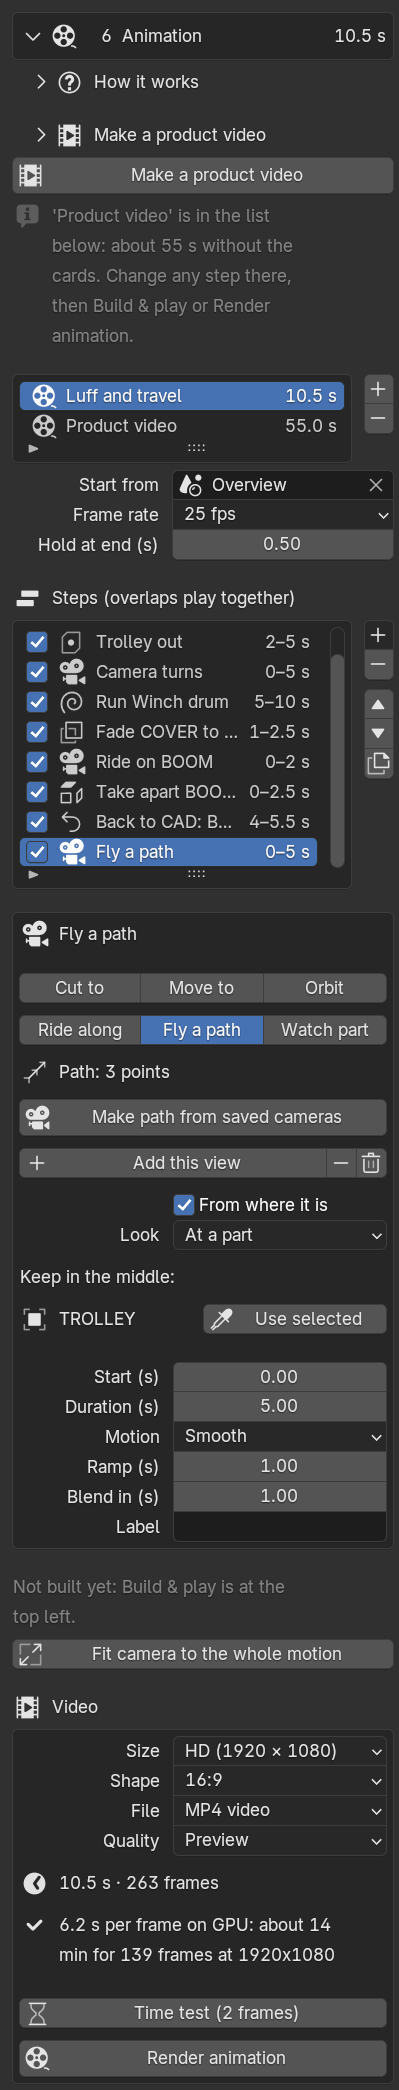 6 Animation 10.5 s
How it works
Make a product video
Make a product video
'Product video' is in the list
below: about 55 s without the
cards. Change any step there,
then Build & play or Render
animation.
Luff and travel 10.5 s
Product video 55.0 s
Start from Overview
Frame rate 25 fps
Hold at end (s) 0.50
Steps (overlaps play together)
Trolley out 2–5 s
Camera turns 0–5 s
Run Winch drum 5–10 s
Fade COVER to ... 1–2.5 s
Ride on BOOM 0–2 s
Take apart BOO... 0–2.5 s
Back to CAD: B... 4–5.5 s
Fly a path 0–5 s
Fly a path
Cut to Move to Orbit
Ride along Fly a path Watch part
Path: 3 points
Make path from saved cameras
Add this view
From where it is
Look At a part
Keep in the middle:
TROLLEY Use selected
Start (s) 0.00
Duration (s) 5.00
Motion Smooth
Ramp (s) 1.00
Blend in (s) 1.00
Label
Not built yet: Build & play is at the
top left.
Fit camera to the whole motion
Video
Size HD (1920 × 1080)
Shape 16:9
File MP4 video
Quality Preview
10.5 s · 263 frames
6.2 s per frame on GPU: about 14
min for 139 frames at 1920x1080
Time test (2 frames)
Render animation